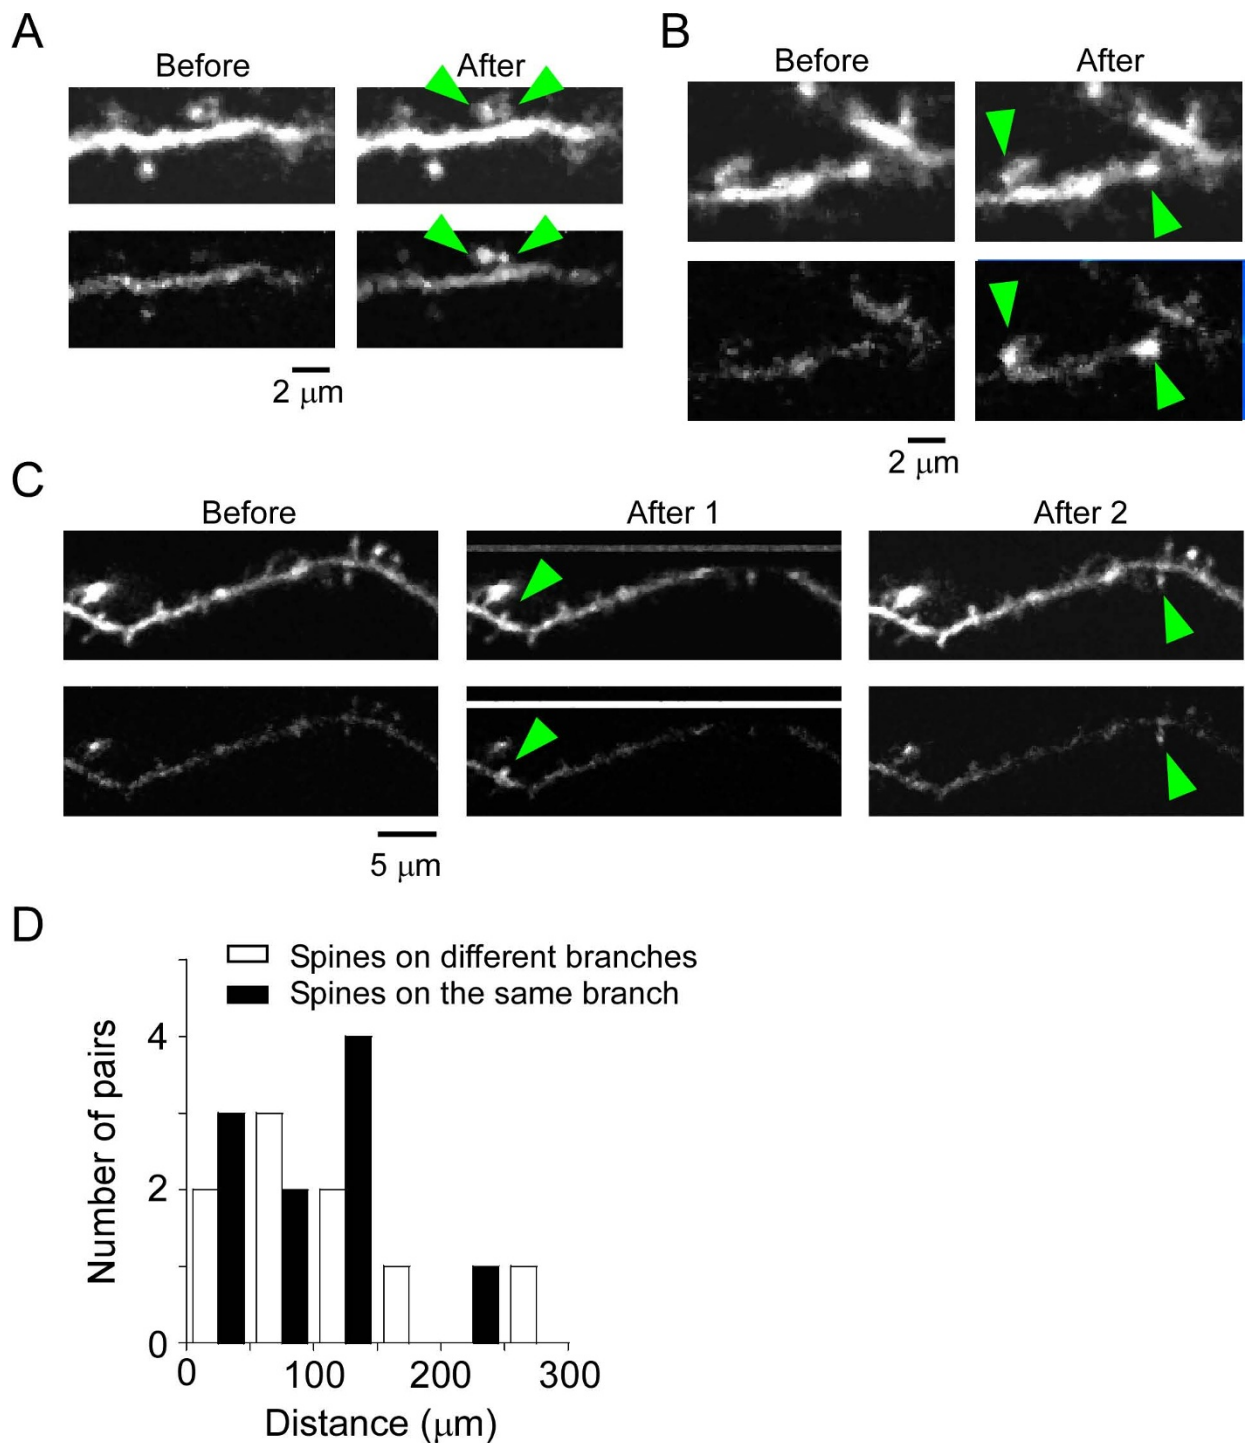 A
Before
After
2 μm
B
Before
After
2 μm
C
Before
After 1
After 2
5 μm
D
Spines on different branches
Spines on the same branch
Number of pairs
4
2
0
0
100
200
300
Distance (μm)